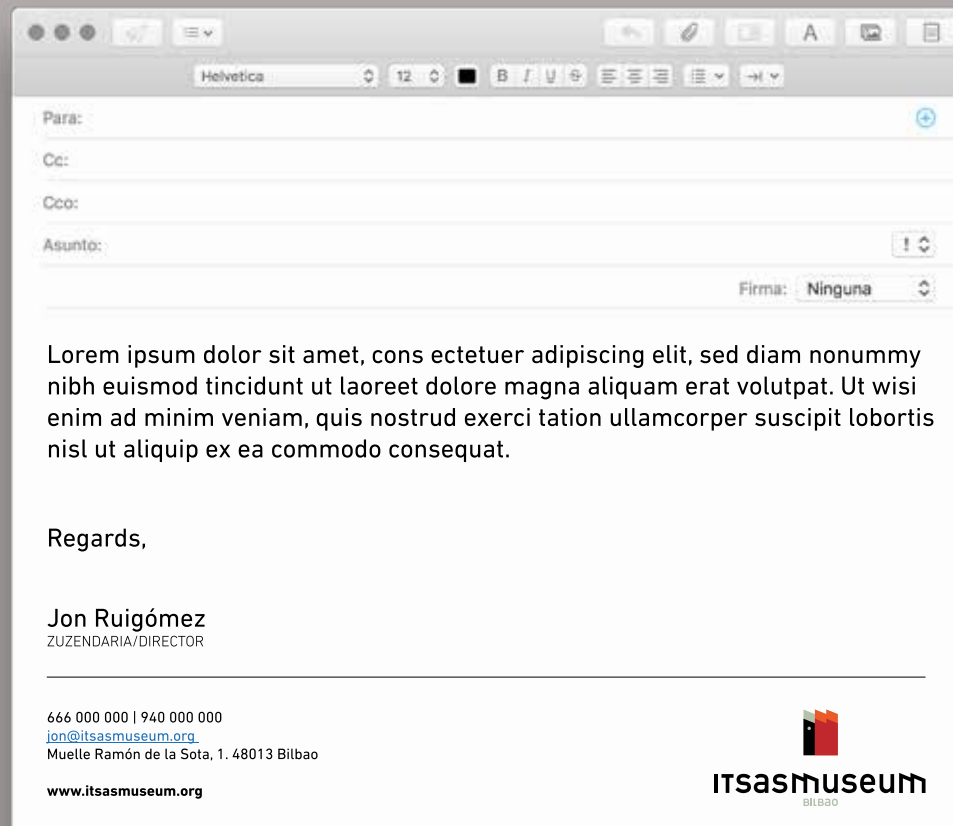 Helvetica 12 B I U S
A
Para:
Cc:
Cco:
Asunto: !
Firma: Ninguna
Lorem ipsum dolor sit amet, cons ectetuer adipiscing elit, sed diam nonummy
nibh euismod tincidunt ut laoreet dolore magna aliquam erat volutpat. Ut wisi
enim ad minim veniam, quis nostrud exerci tation ullamcorper suscipit lobortis
nisl ut aliquip ex ea commodo consequat.
Regards,
Jon Ruigómez
ZUZENDARIA/DIRECTOR
666 000 000 | 940 000 000
jon@itsasmuseum.org
Muelle Ramón de la Sota, 1. 48013 Bilbao
www.itsasmuseum.org
ITSasmuseum
BILBaO